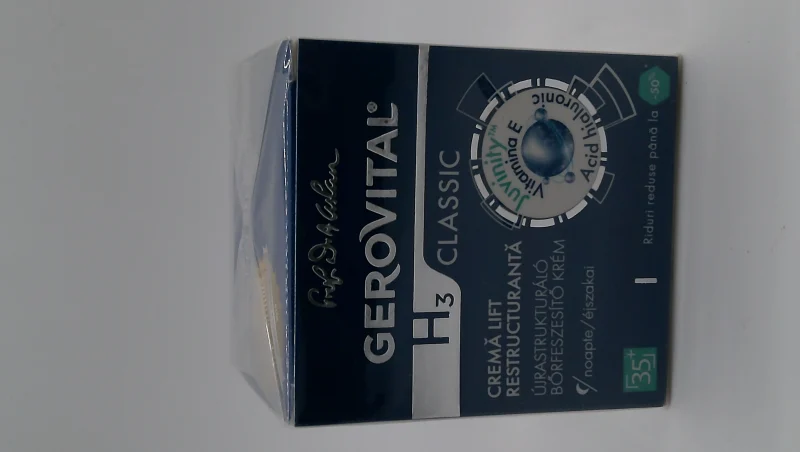 Prof. Dr. A. Aslan
GEROVITAL®
H3 CLASSIC
CREMĂ LIFT
RESTRUCTURANTĂ
ÚJRASTRUKTURÁLÓ
BŐRFESZESÍTŐ KRÉM
noapte/éjszakai
35+
Juvinity™
Vitamina E
Acid hialuronic
Riduri reduse până la -50%